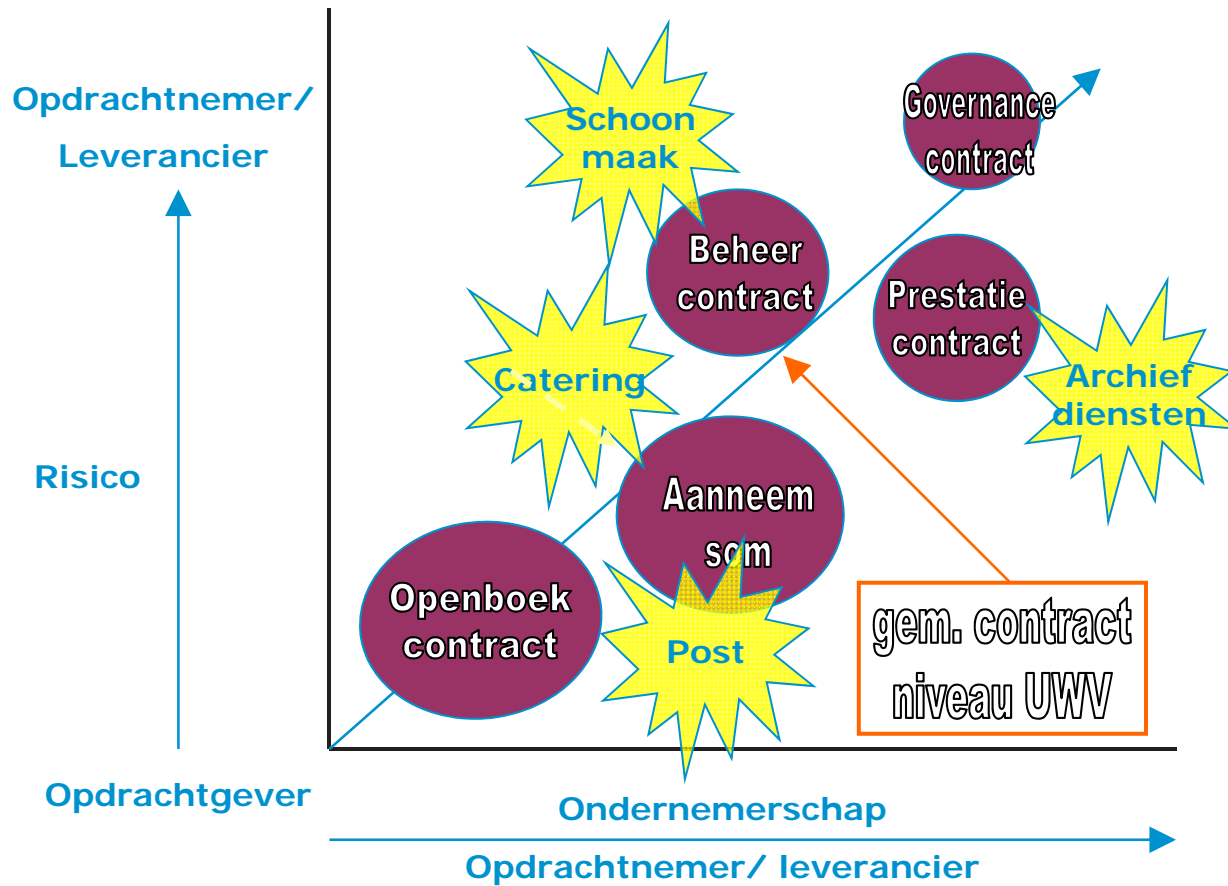 Opdrachtnemer/
Leverancier
Risico
Opdrachtgever
Schoon
maak
Governance
contract
Beheer
contract
Prestatie
contract
Catering
Archief
diensten
Aanneem
som
Openboek
contract
Post
gem. contract
niveau UWV
Ondernemerschap
Opdrachtnemer/ leverancier